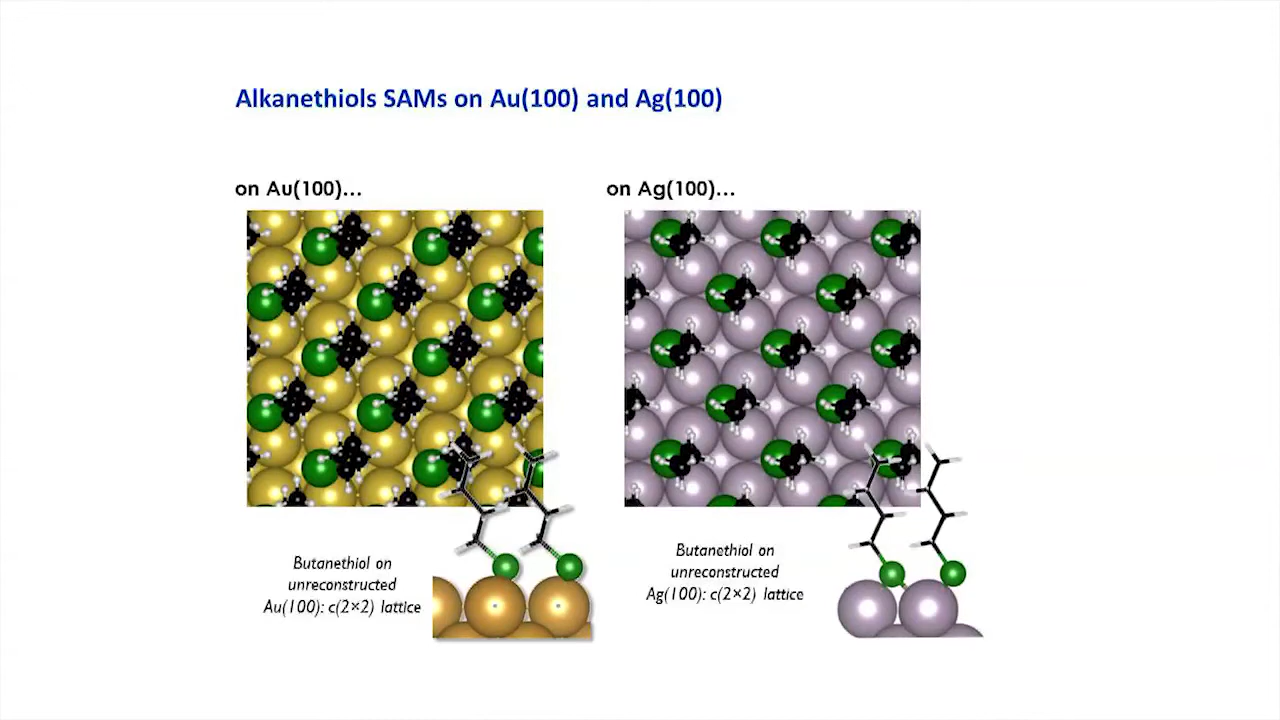 Alkanethiols SAMs on Au(100) and Ag(100)
on Au(100)…
on Ag(100)…
Butanethiol on
unreconstructed
Au(100): c(2×2) lattice
Butanethiol on
unreconstructed
Ag(100): c(2×2) lattice